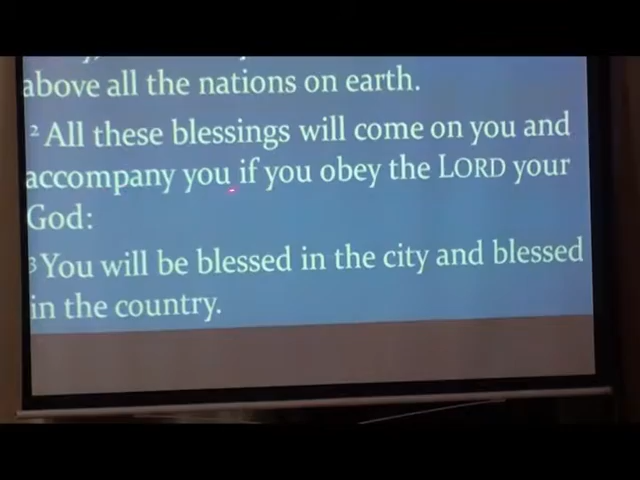 above all the nations on earth.
2 All these blessings will come on you and
accompany you if you obey the LORD your
God:
3 You will be blessed in the city and blessed
in the country.